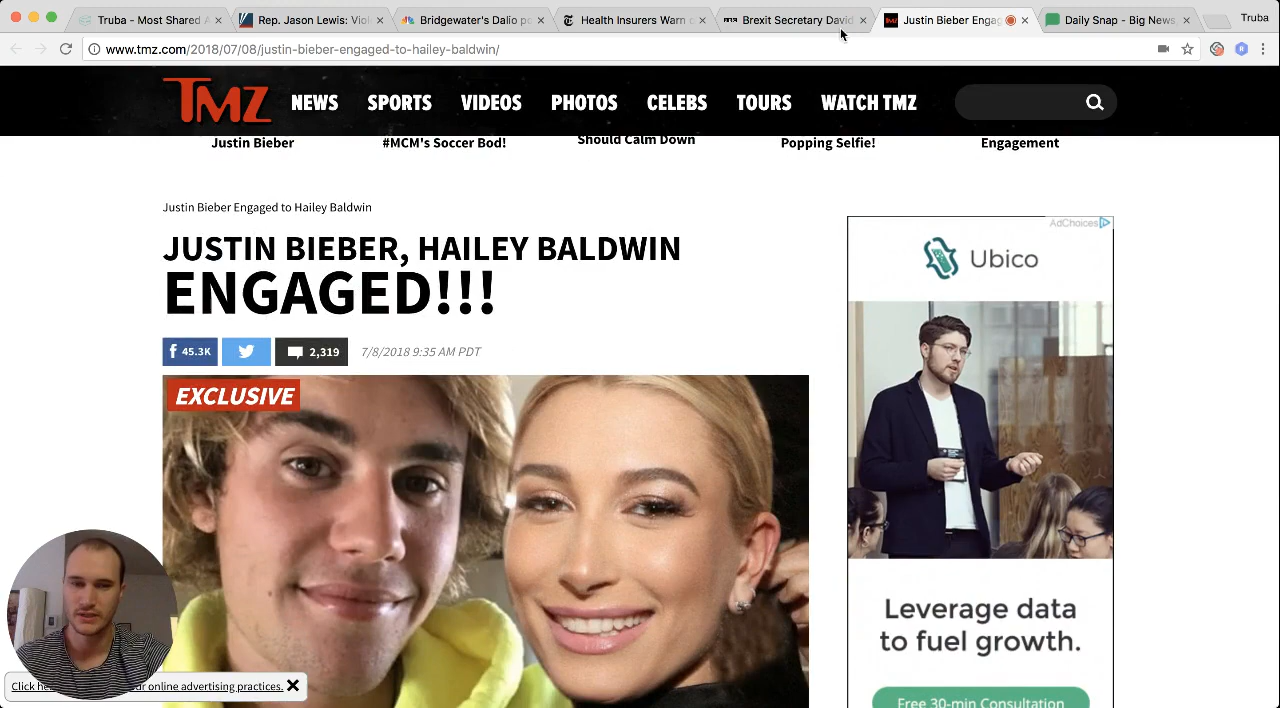 Truba - Most Shared A
Rep. Jason Lewis: Viol
Bridgewater's Dalio po
Health Insurers Warn o
Brexit Secretary David
Justin Bieber Engag
Daily Snap - Big News,
Truba
www.tmz.com/2018/07/08/justin-bieber-engaged-to-hailey-baldwin/
TMZ
NEWS
SPORTS
VIDEOS
PHOTOS
CELEBS
TOURS
WATCH TMZ
Justin Bieber
#MCM's Soccer Bod!
Should Calm Down
Popping Selfie!
Engagement
Justin Bieber Engaged to Hailey Baldwin
JUSTIN BIEBER, HAILEY BALDWIN
ENGAGED!!!
45.3K
2,319
7/8/2018 9:35 AM PDT
EXCLUSIVE
AdChoices
Ubico
Leverage data
to fuel growth.
Free 30-min Consultation
Click
our online advertising practices.